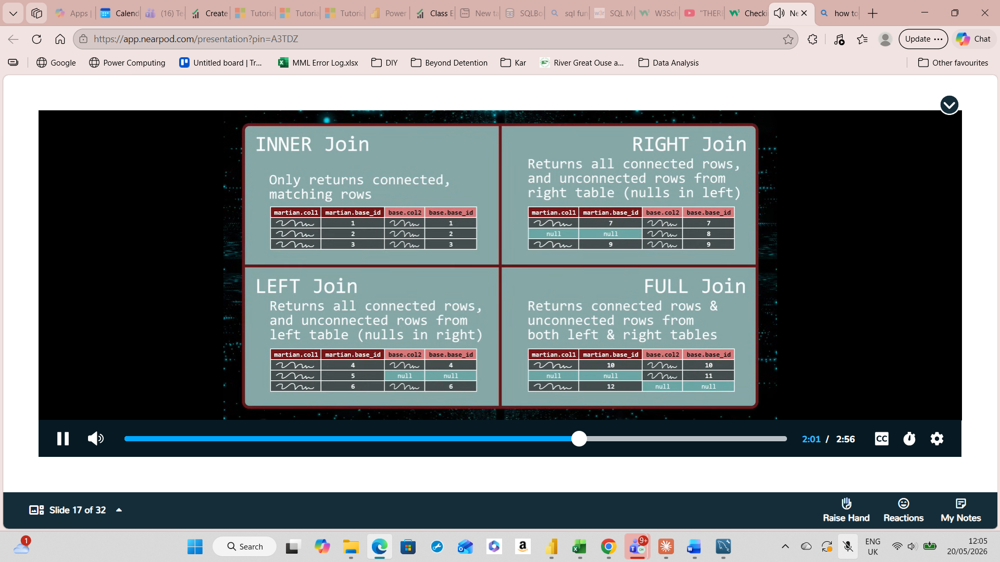 Apps |
Calend
(16) Te
Create
Tutoria
Tutoria
Tutoria
Power
Class E
New ta
SQLBo
sql fun
SQL M
W3Sch
"THERE
Checki
Ne
how to
https://app.nearpod.com/presentation?pin=A3TDZ
Update
Chat
Google
Power Computing
Untitled board | Tr...
MML Error Log.xlsx
DIY
Beyond Detention
Kar
River Great Ouse a...
Data Analysis
Other favourites
INNER Join
Only returns connected,
matching rows
martian.col1 martian.base_id base.col2 base.base_id
1 1
2 2
3 3
RIGHT Join
Returns all connected rows,
and unconnected rows from
right table (nulls in left)
martian.col1 martian.base_id base.col2 base.base_id
7 7
null null 8
9 9
LEFT Join
Returns all connected rows,
and unconnected rows from
left table (nulls in right)
martian.col1 martian.base_id base.col2 base.base_id
4 4
5 null null
6 6
FULL Join
Returns connected rows &
unconnected rows from
both left & right tables
martian.col1 martian.base_id base.col2 base.base_id
10 10
null null 11
12 null null
2:01 / 2:56
CC
Slide 17 of 32
Raise Hand
Reactions
My Notes
1
Search
9+
ENG
UK
12:05
20/05/2026